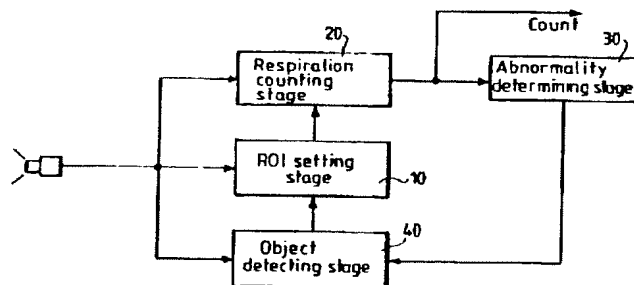 20
Respiration
counting
stage
Count
30
Abnormality
determining stage
ROI setting
stage
10
40
Object
detecting stage